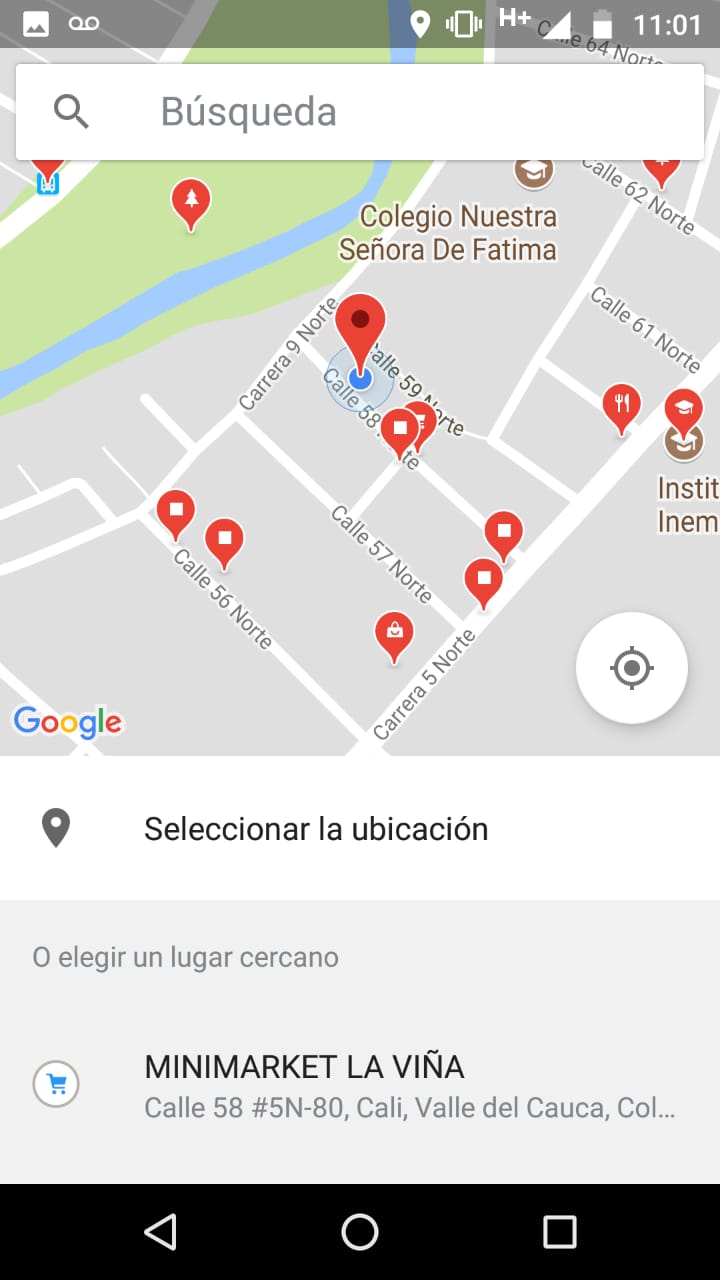 H+
11:01
Calle 64 Norte
Búsqueda
Calle 62 Norte
Colegio Nuestra
Señora De Fatima
Calle 61 Norte
Carrera 9 Norte
Calle 59 Norte
Calle 58
Instit
Inem
Calle 57 Norte
Calle 56 Norte
Carrera 5 Norte
Google
Seleccionar la ubicación
O elegir un lugar cercano
MINIMARKET LA VIÑA
Calle 58 #5N-80, Cali, Valle del Cauca, Col...